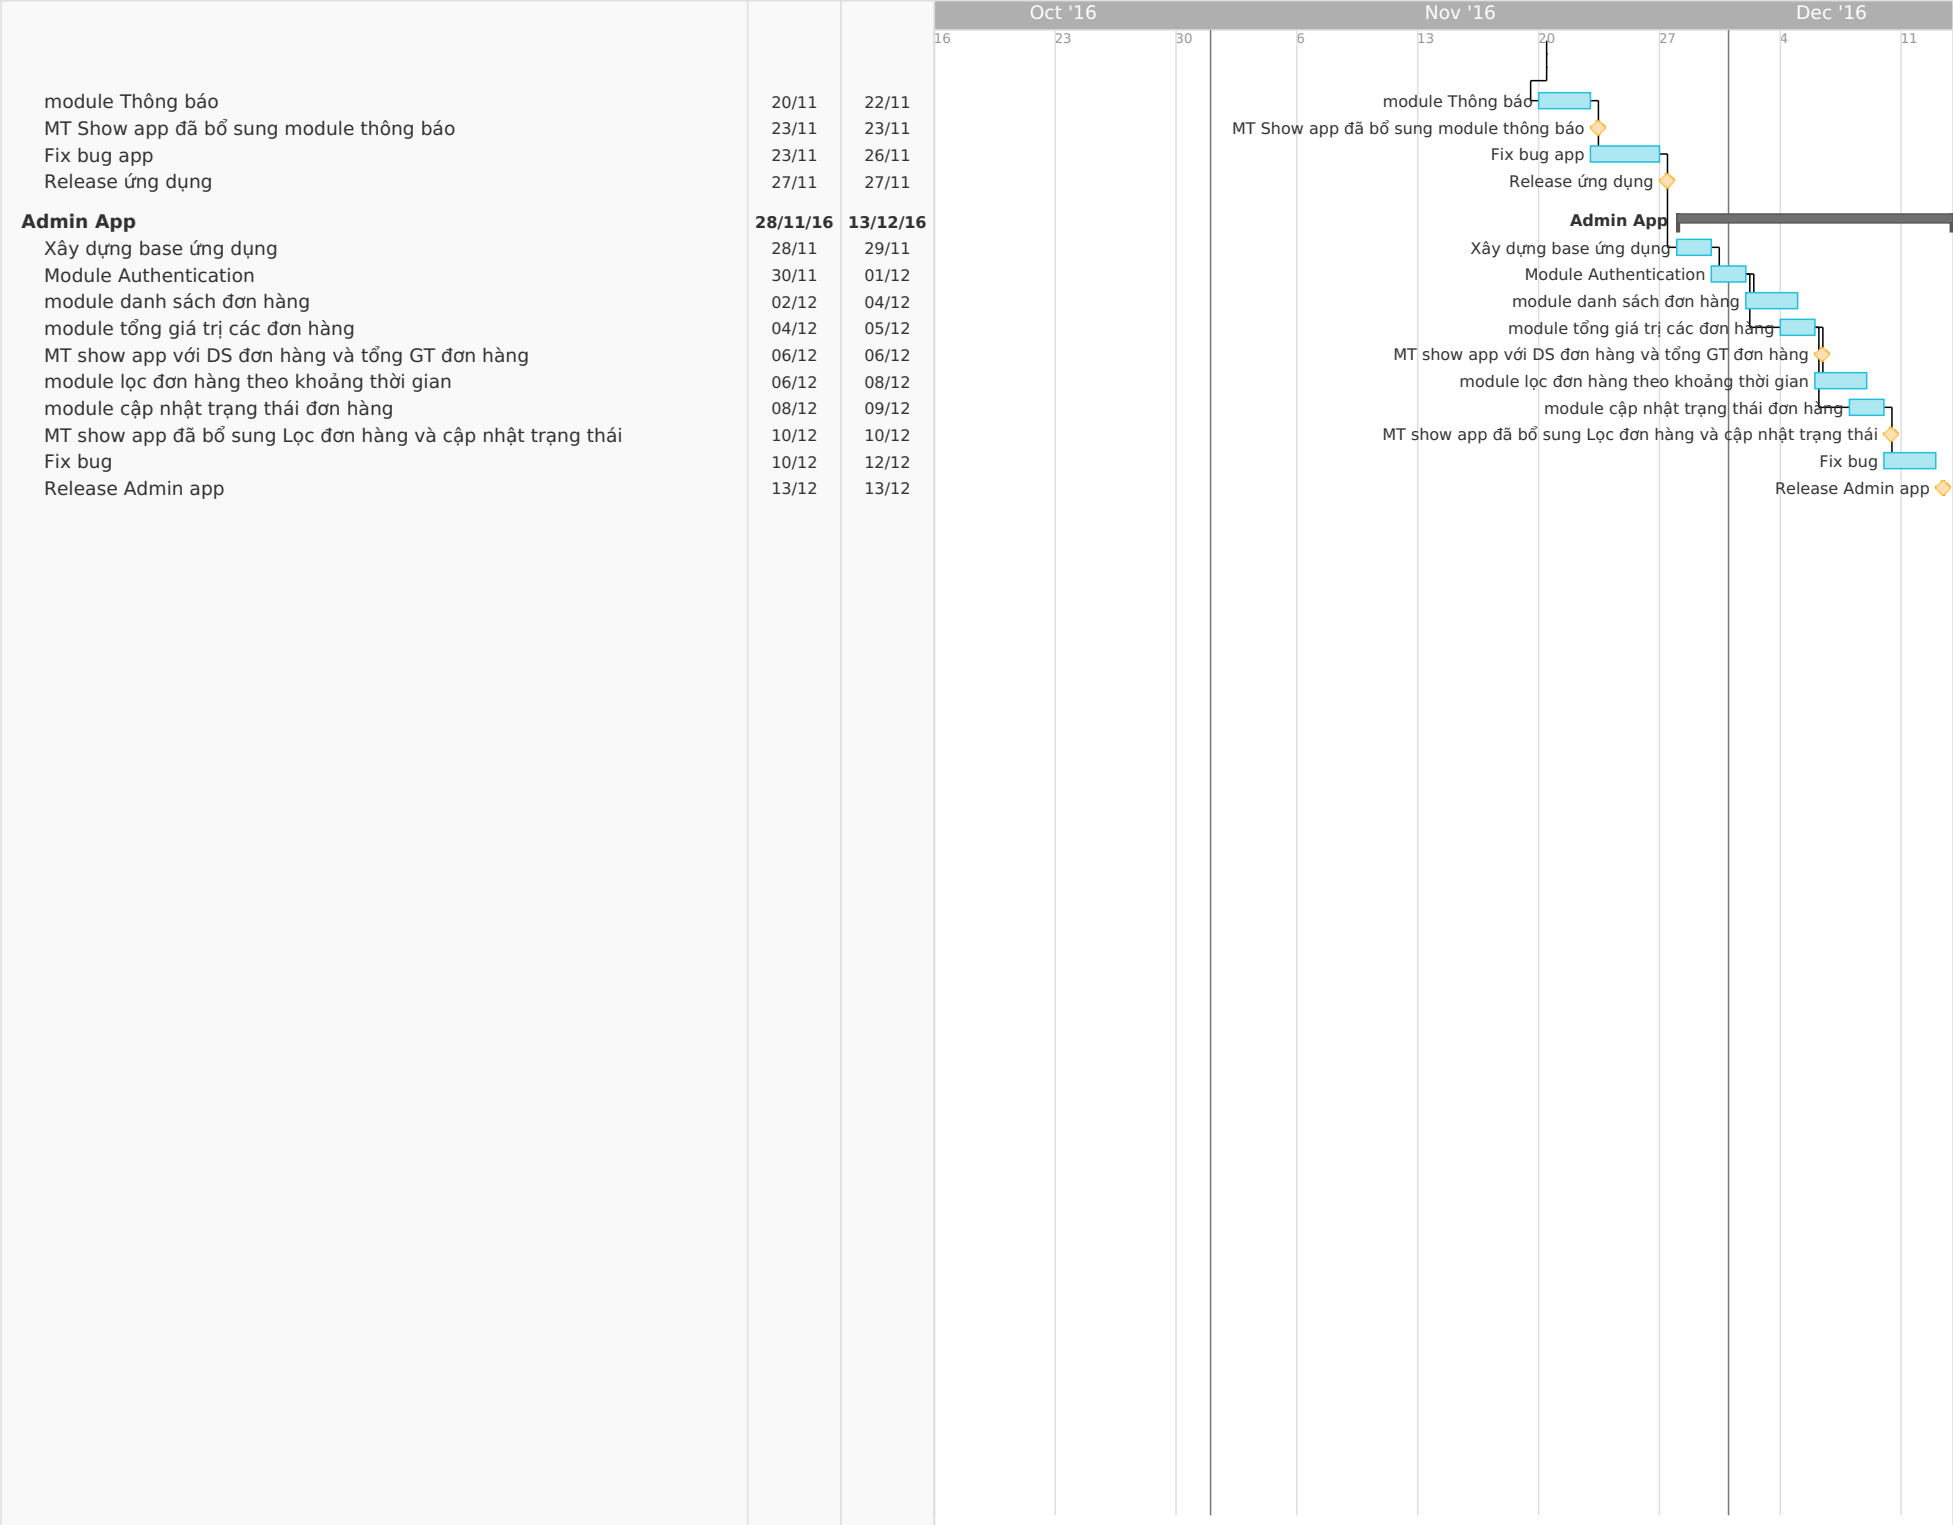 Oct '16 Nov '16 Dec '16
16 23 30 6 13 20 27 4 11
module Thông báo 20/11 22/11 module Thông báo
MT Show app đã bổ sung module thông báo 23/11 23/11 MT Show app đã bổ sung module thông báo
Fix bug app 23/11 26/11 Fix bug app
Release ứng dụng 27/11 27/11 Release ứng dụng
Admin App 28/11/16 13/12/16 Admin App
Xây dựng base ứng dụng 28/11 29/11 Xây dựng base ứng dụng
Module Authentication 30/11 01/12 Module Authentication
module danh sách đơn hàng 02/12 04/12 module danh sách đơn hàng
module tổng giá trị các đơn hàng 04/12 05/12 module tổng giá trị các đơn hàng
MT show app với DS đơn hàng và tổng GT đơn hàng 06/12 06/12 MT show app với DS đơn hàng và tổng GT đơn hàng
module lọc đơn hàng theo khoảng thời gian 06/12 08/12 module lọc đơn hàng theo khoảng thời gian
module cập nhật trạng thái đơn hàng 08/12 09/12 module cập nhật trạng thái đơn hàng
MT show app đã bổ sung Lọc đơn hàng và cập nhật trạng thái 10/12 10/12 MT show app đã bổ sung Lọc đơn hàng và cập nhật trạng thái
Fix bug 10/12 12/12 Fix bug
Release Admin app 13/12 13/12 Release Admin app